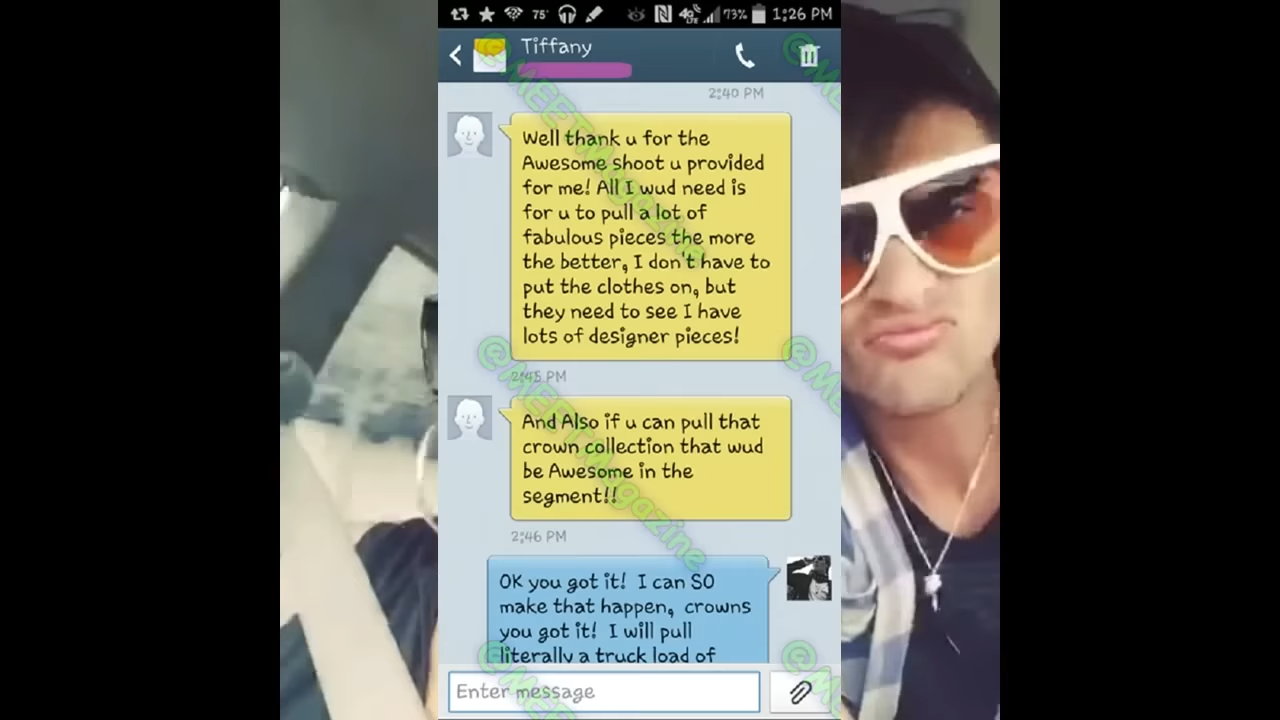 75°
4G LTE
73%
1:26 PM
Tiffany
2:40 PM
Well thank u for the
Awesome shoot u provided
for me! All I wud need is
for u to pull a lot of
fabulous pieces the more
the better, I don't have to
put the clothes on, but
they need to see I have
lots of designer pieces!
2:45 PM
And Also if u can pull that
crown collection that wud
be Awesome in the
segment!!
2:46 PM
OK you got it! I can SO
make that happen, crowns
you got it! I will pull
literally a truck load of
Enter message
@MEETMagazine
@MEETMagazine